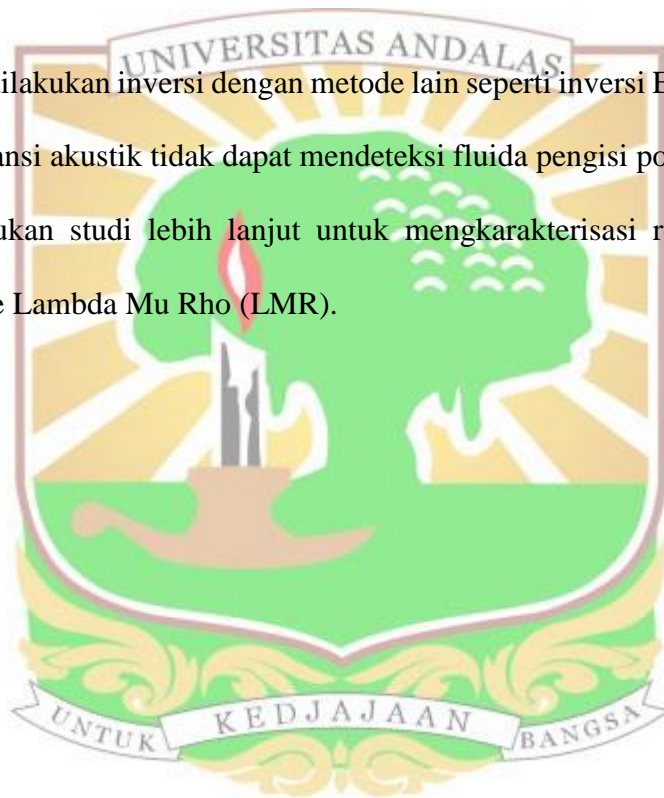 UNIVERSITAS ANDALAS
ilakukan inversi dengan metode lain seperti inversi E
ansi akustik tidak dapat mendeteksi fluida pengisi po
ukan studi lebih lanjut untuk mengkarakterisasi r
e Lambda Mu Rho (LMR).
UNTUK KEDJAJAAN BANGSA